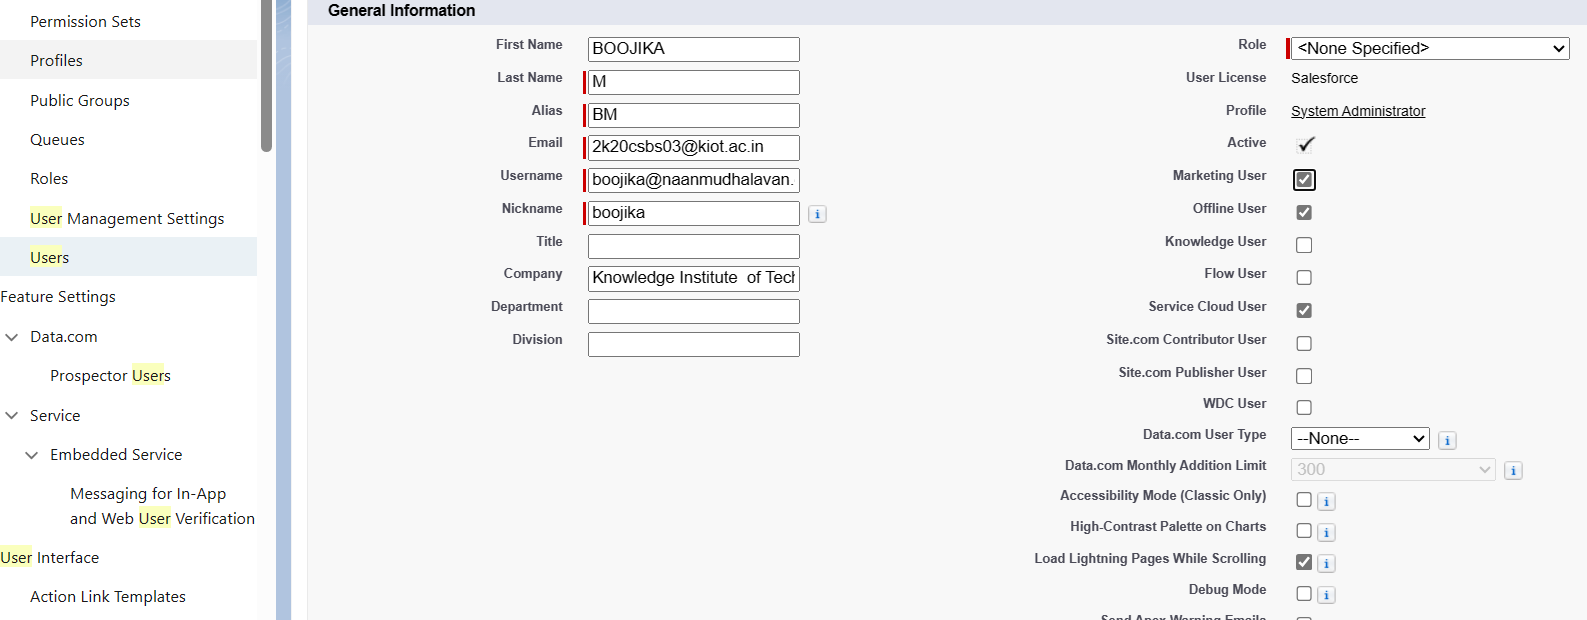 Permission Sets
Profiles
Public Groups
Queues
Roles
User Management Settings
Users
Feature Settings
Data.com
Prospector Users
Service
Embedded Service
Messaging for In-App
and Web User Verification
User Interface
Action Link Templates
General Information
First Name BOOJIKA
Last Name M
Alias BM
Email 2k20csbs03@kiot.ac.in
Username boojika@naanmudhalavan.
Nickname boojika
Title
Company Knowledge Institute of Tech
Department
Division
Role <None Specified>
User License Salesforce
Profile System Administrator
Active
Marketing User
Offline User
Knowledge User
Flow User
Service Cloud User
Site.com Contributor User
Site.com Publisher User
WDC User
Data.com User Type --None--
Data.com Monthly Addition Limit 300
Accessibility Mode (Classic Only)
High-Contrast Palette on Charts
Load Lightning Pages While Scrolling
Debug Mode
Send Apex Warning Emails